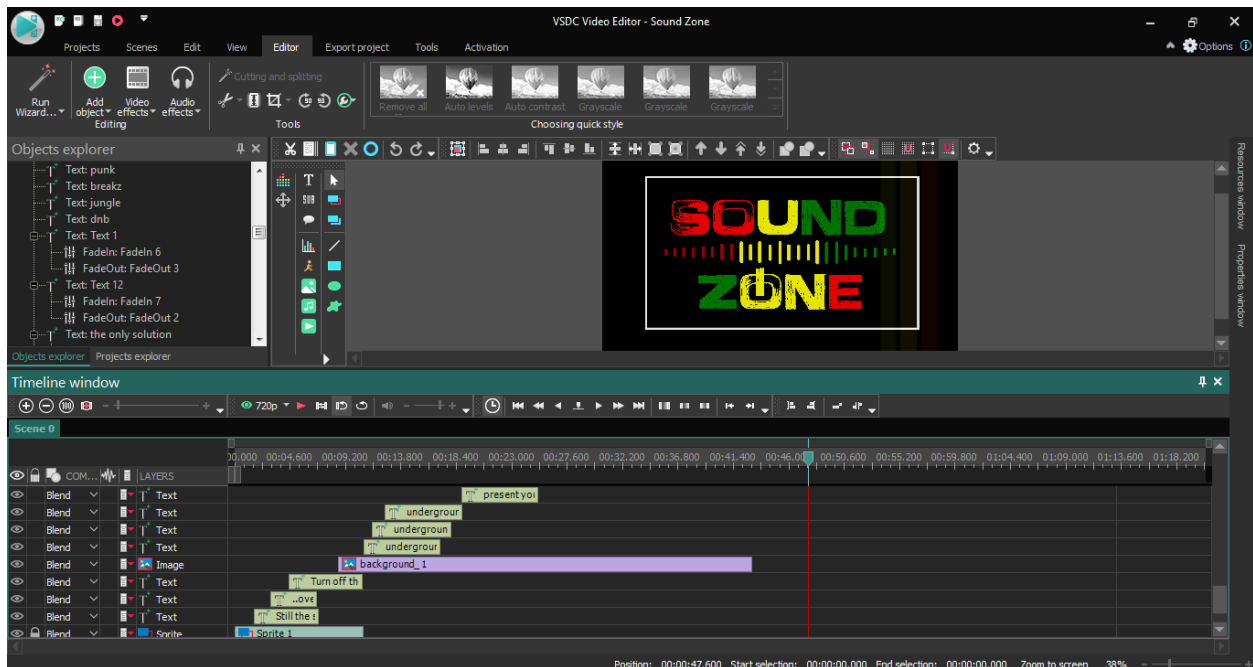 VSDC Video Editor - Sound Zone
Projects Scenes Edit View Editor Export project Tools Activation
Options
Run Wizard...
Add object
Video effects
Audio effects
Editing
Cutting and splitting
Tools
Remove all Auto levels Auto contrast Grayscale Grayscale Grayscale
Choosing quick style
Objects explorer
Text: punk
Text: breakz
Text: jungle
Text: dnb
Text: Text 1
FadeIn: FadeIn 6
FadeOut: FadeOut 3
Text: Text 12
FadeIn: FadeIn 7
FadeOut: FadeOut 2
Text: the only solution
Objects explorer Projects explorer
T
SUB
SOUND
ZONE
Resources window
Properties window
Timeline window
720p
Scene 0
00.000 00:04.600 00:09.200 00:13.800 00:18.400 00:23.000 00:27.600 00:32.200 00:36.800 00:41.400 00:46.00 00:50.600 00:55.200 00:59.800 01:04.400 01:09.000 01:13.600 01:18.200
COM... LAYERS
Blend Text present you
Blend Text undergrour
Blend Text undergroun
Blend Text undergrour
Blend Image background_1
Blend Text Turn off th
Blend Text ..ove
Blend Text Still the s
Blend Sprite Sprite 1
Position: 00:00:47.600 Start selection: 00:00:00.000 End selection: 00:00:00.000 Zoom to screen 38%